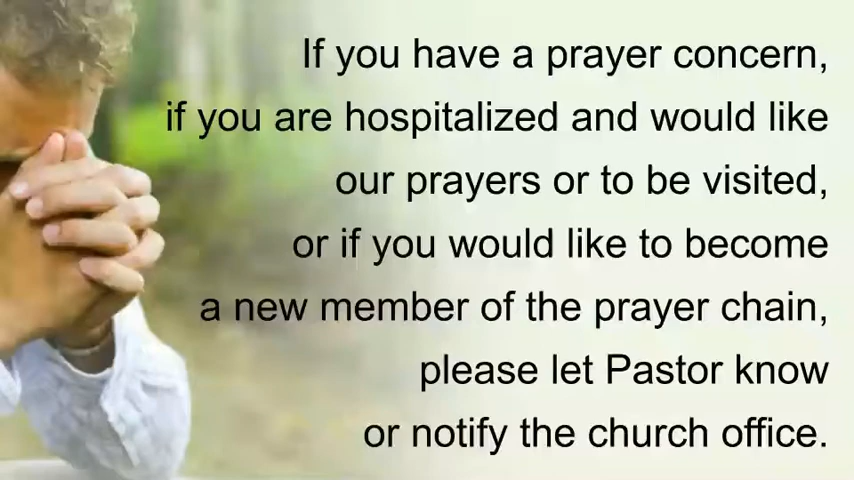 If you have a prayer concern,
if you are hospitalized and would like
our prayers or to be visited,
or if you would like to become
a new member of the prayer chain,
please let Pastor know
or notify the church office.